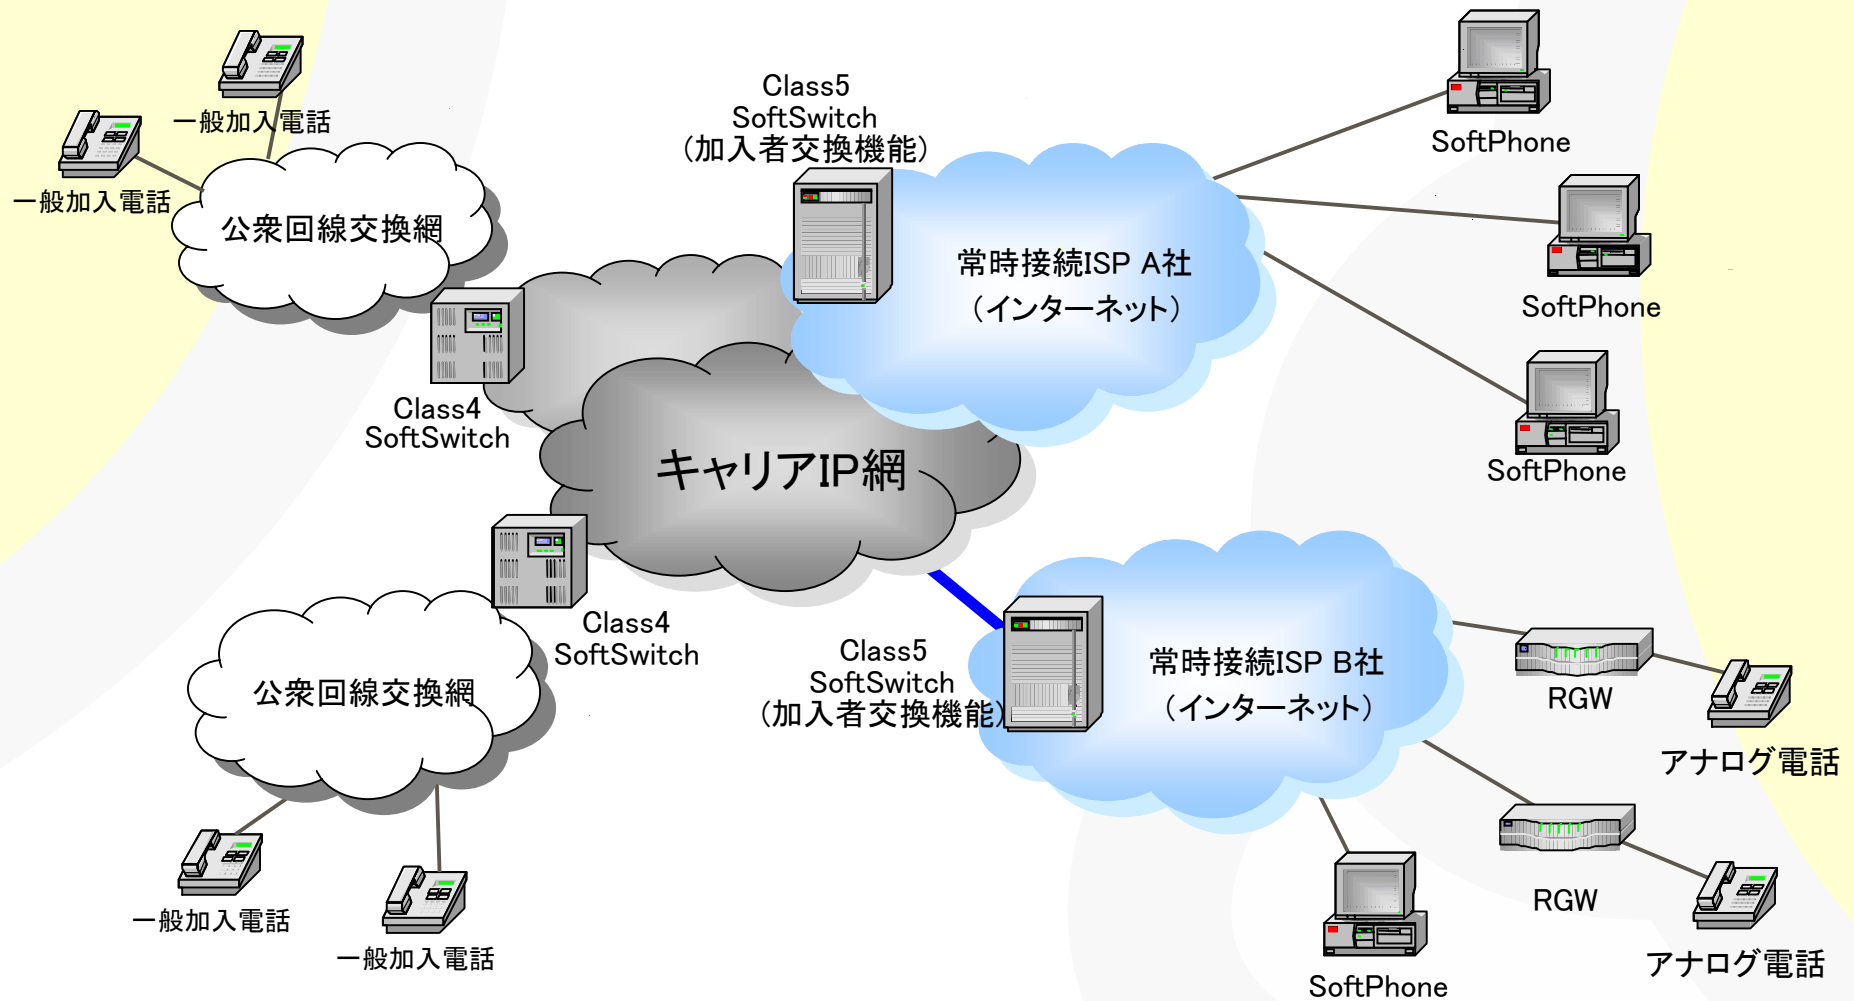 一般加入電話
一般加入電話
公衆回線交換網
Class5
SoftSwitch
(加入者交換機能)
常時接続ISP A社
(インターネット)
SoftPhone
SoftPhone
SoftPhone
Class4
SoftSwitch
キャリアIP網
Class4
SoftSwitch
公衆回線交換網
一般加入電話
一般加入電話
Class5
SoftSwitch
(加入者交換機能)
常時接続ISP B社
(インターネット)
RGW
アナログ電話
RGW
アナログ電話
SoftPhone